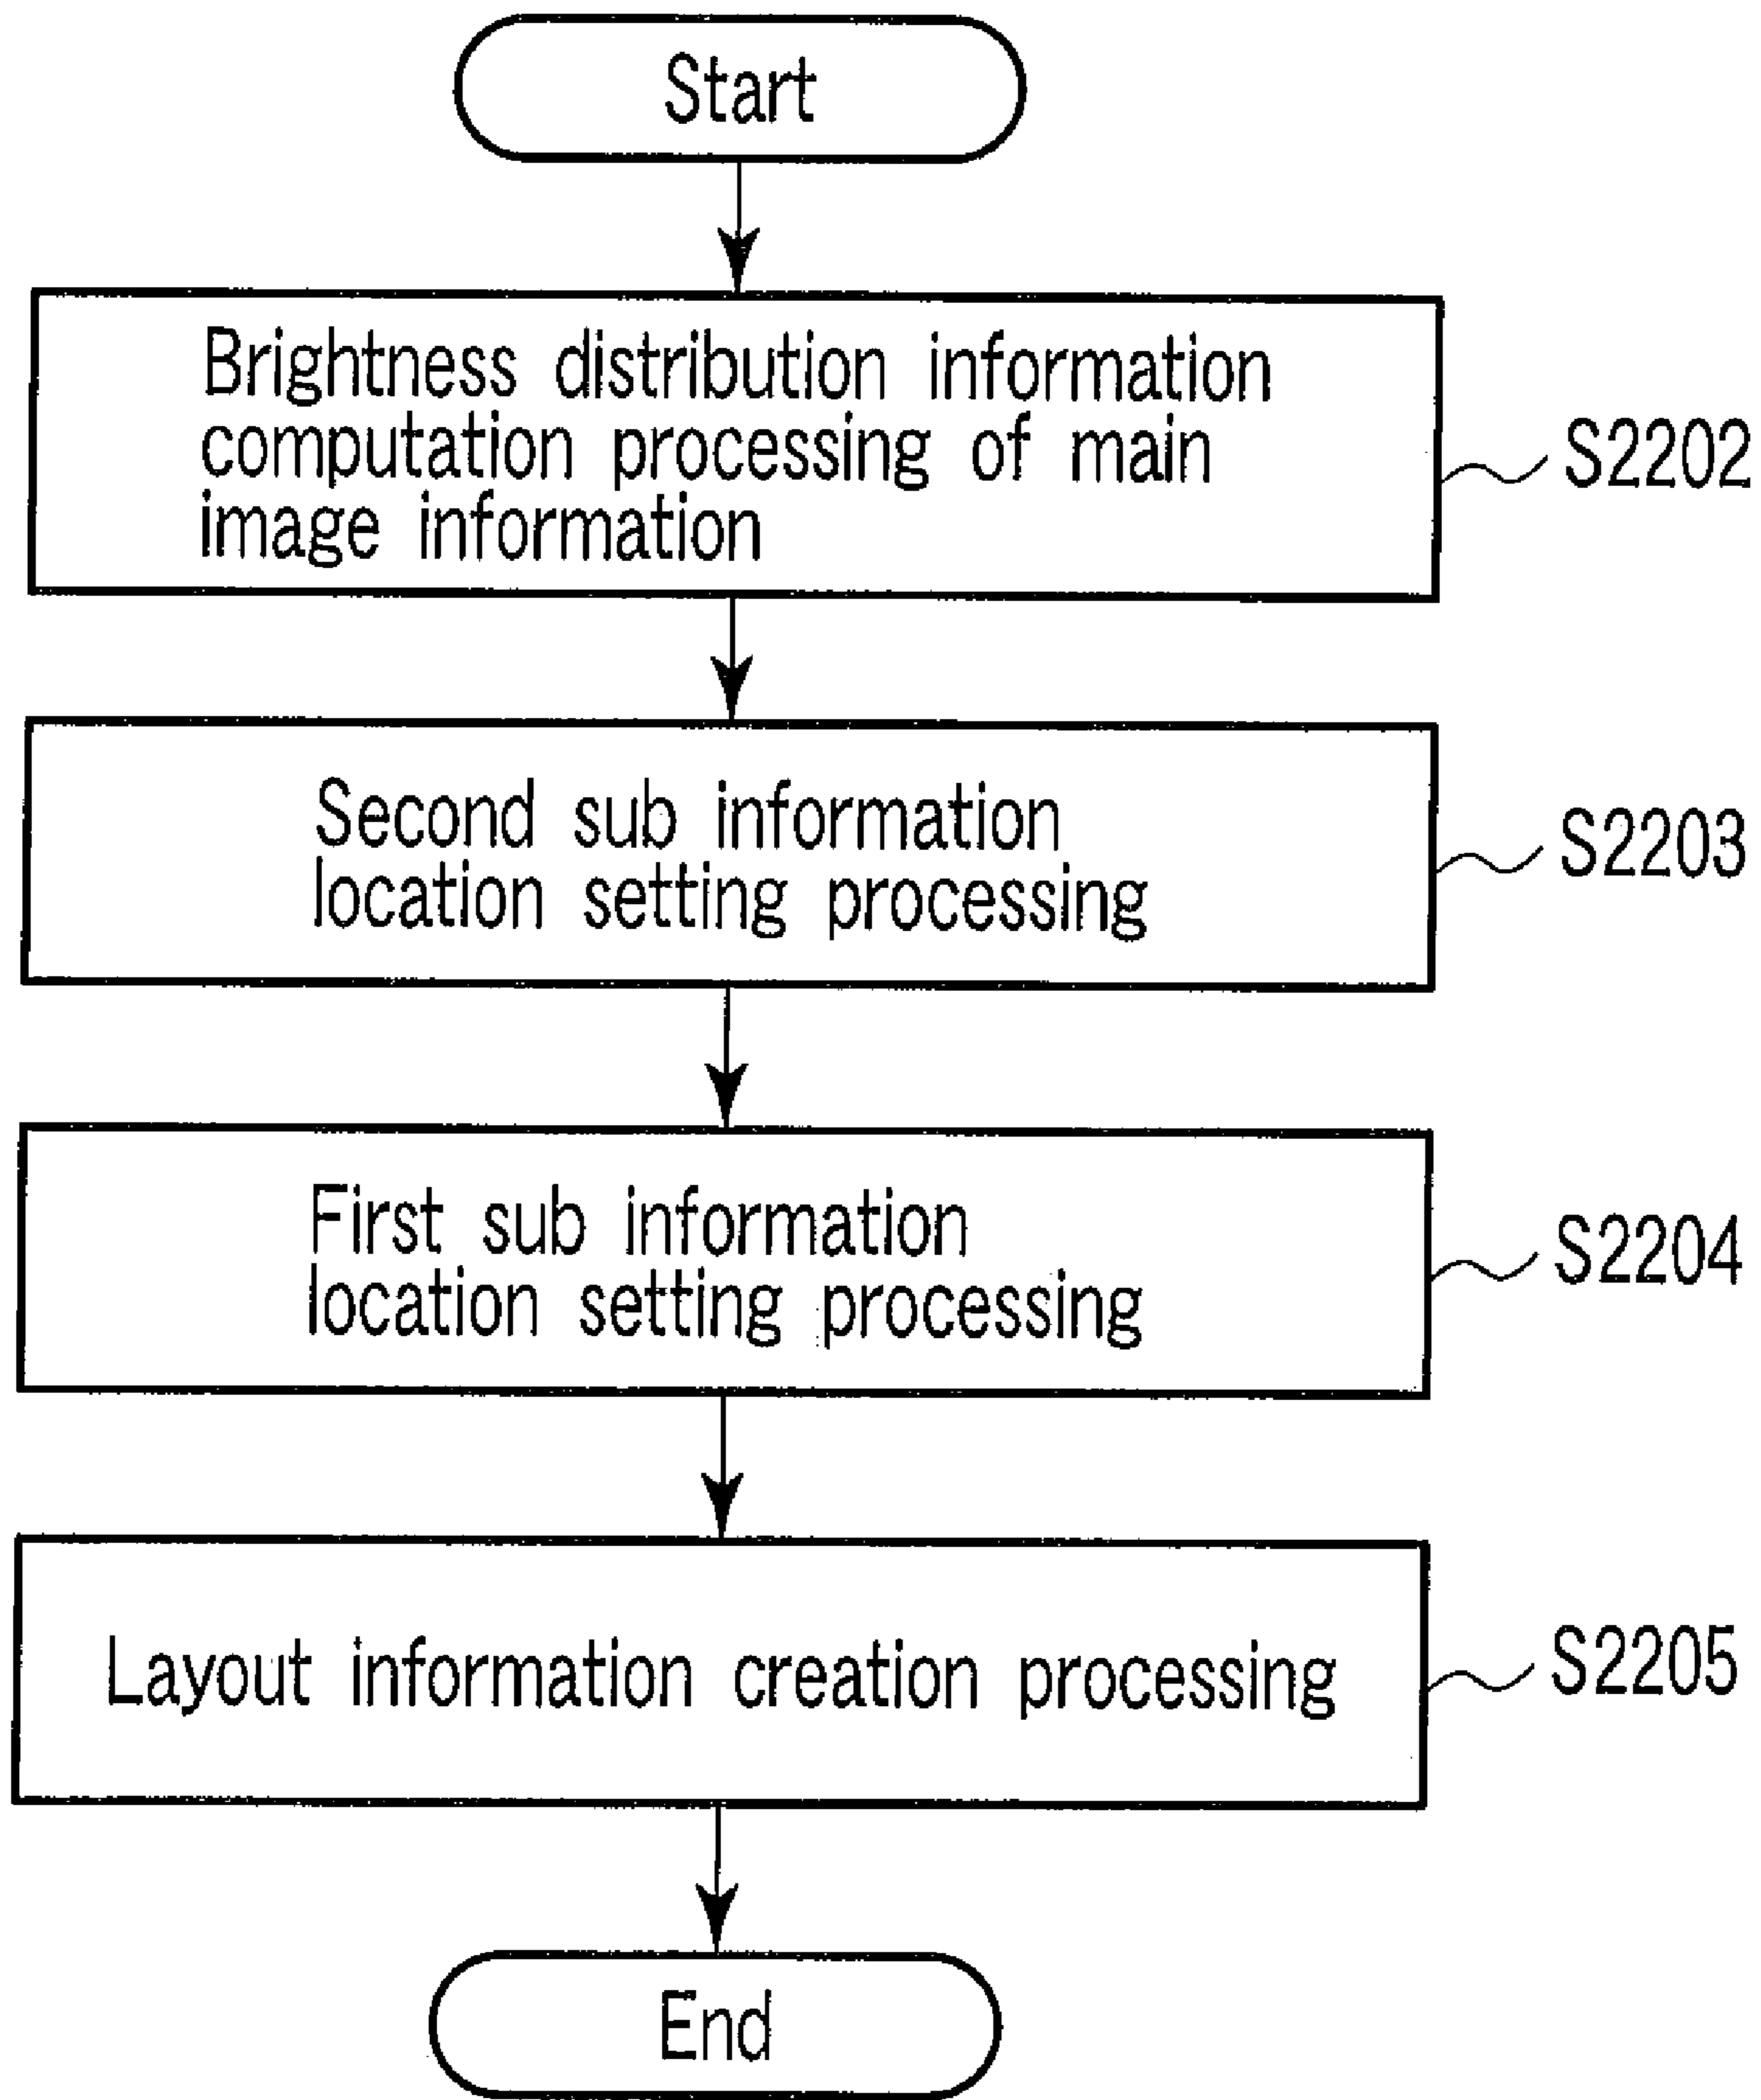 Start
Brightness distribution information
computation processing of main
image information
S2202
Second sub information
location setting processing
S2203
First sub information
location setting processing
S2204
Layout information creation processing
S2205
End